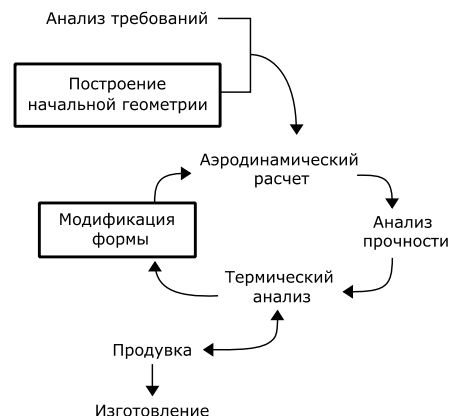 Анализ требований
Построение
начальной геометрии
Аэродинамический
расчет
Модификация
формы
Анализ
прочности
Термический
анализ
Продувка
Изготовление